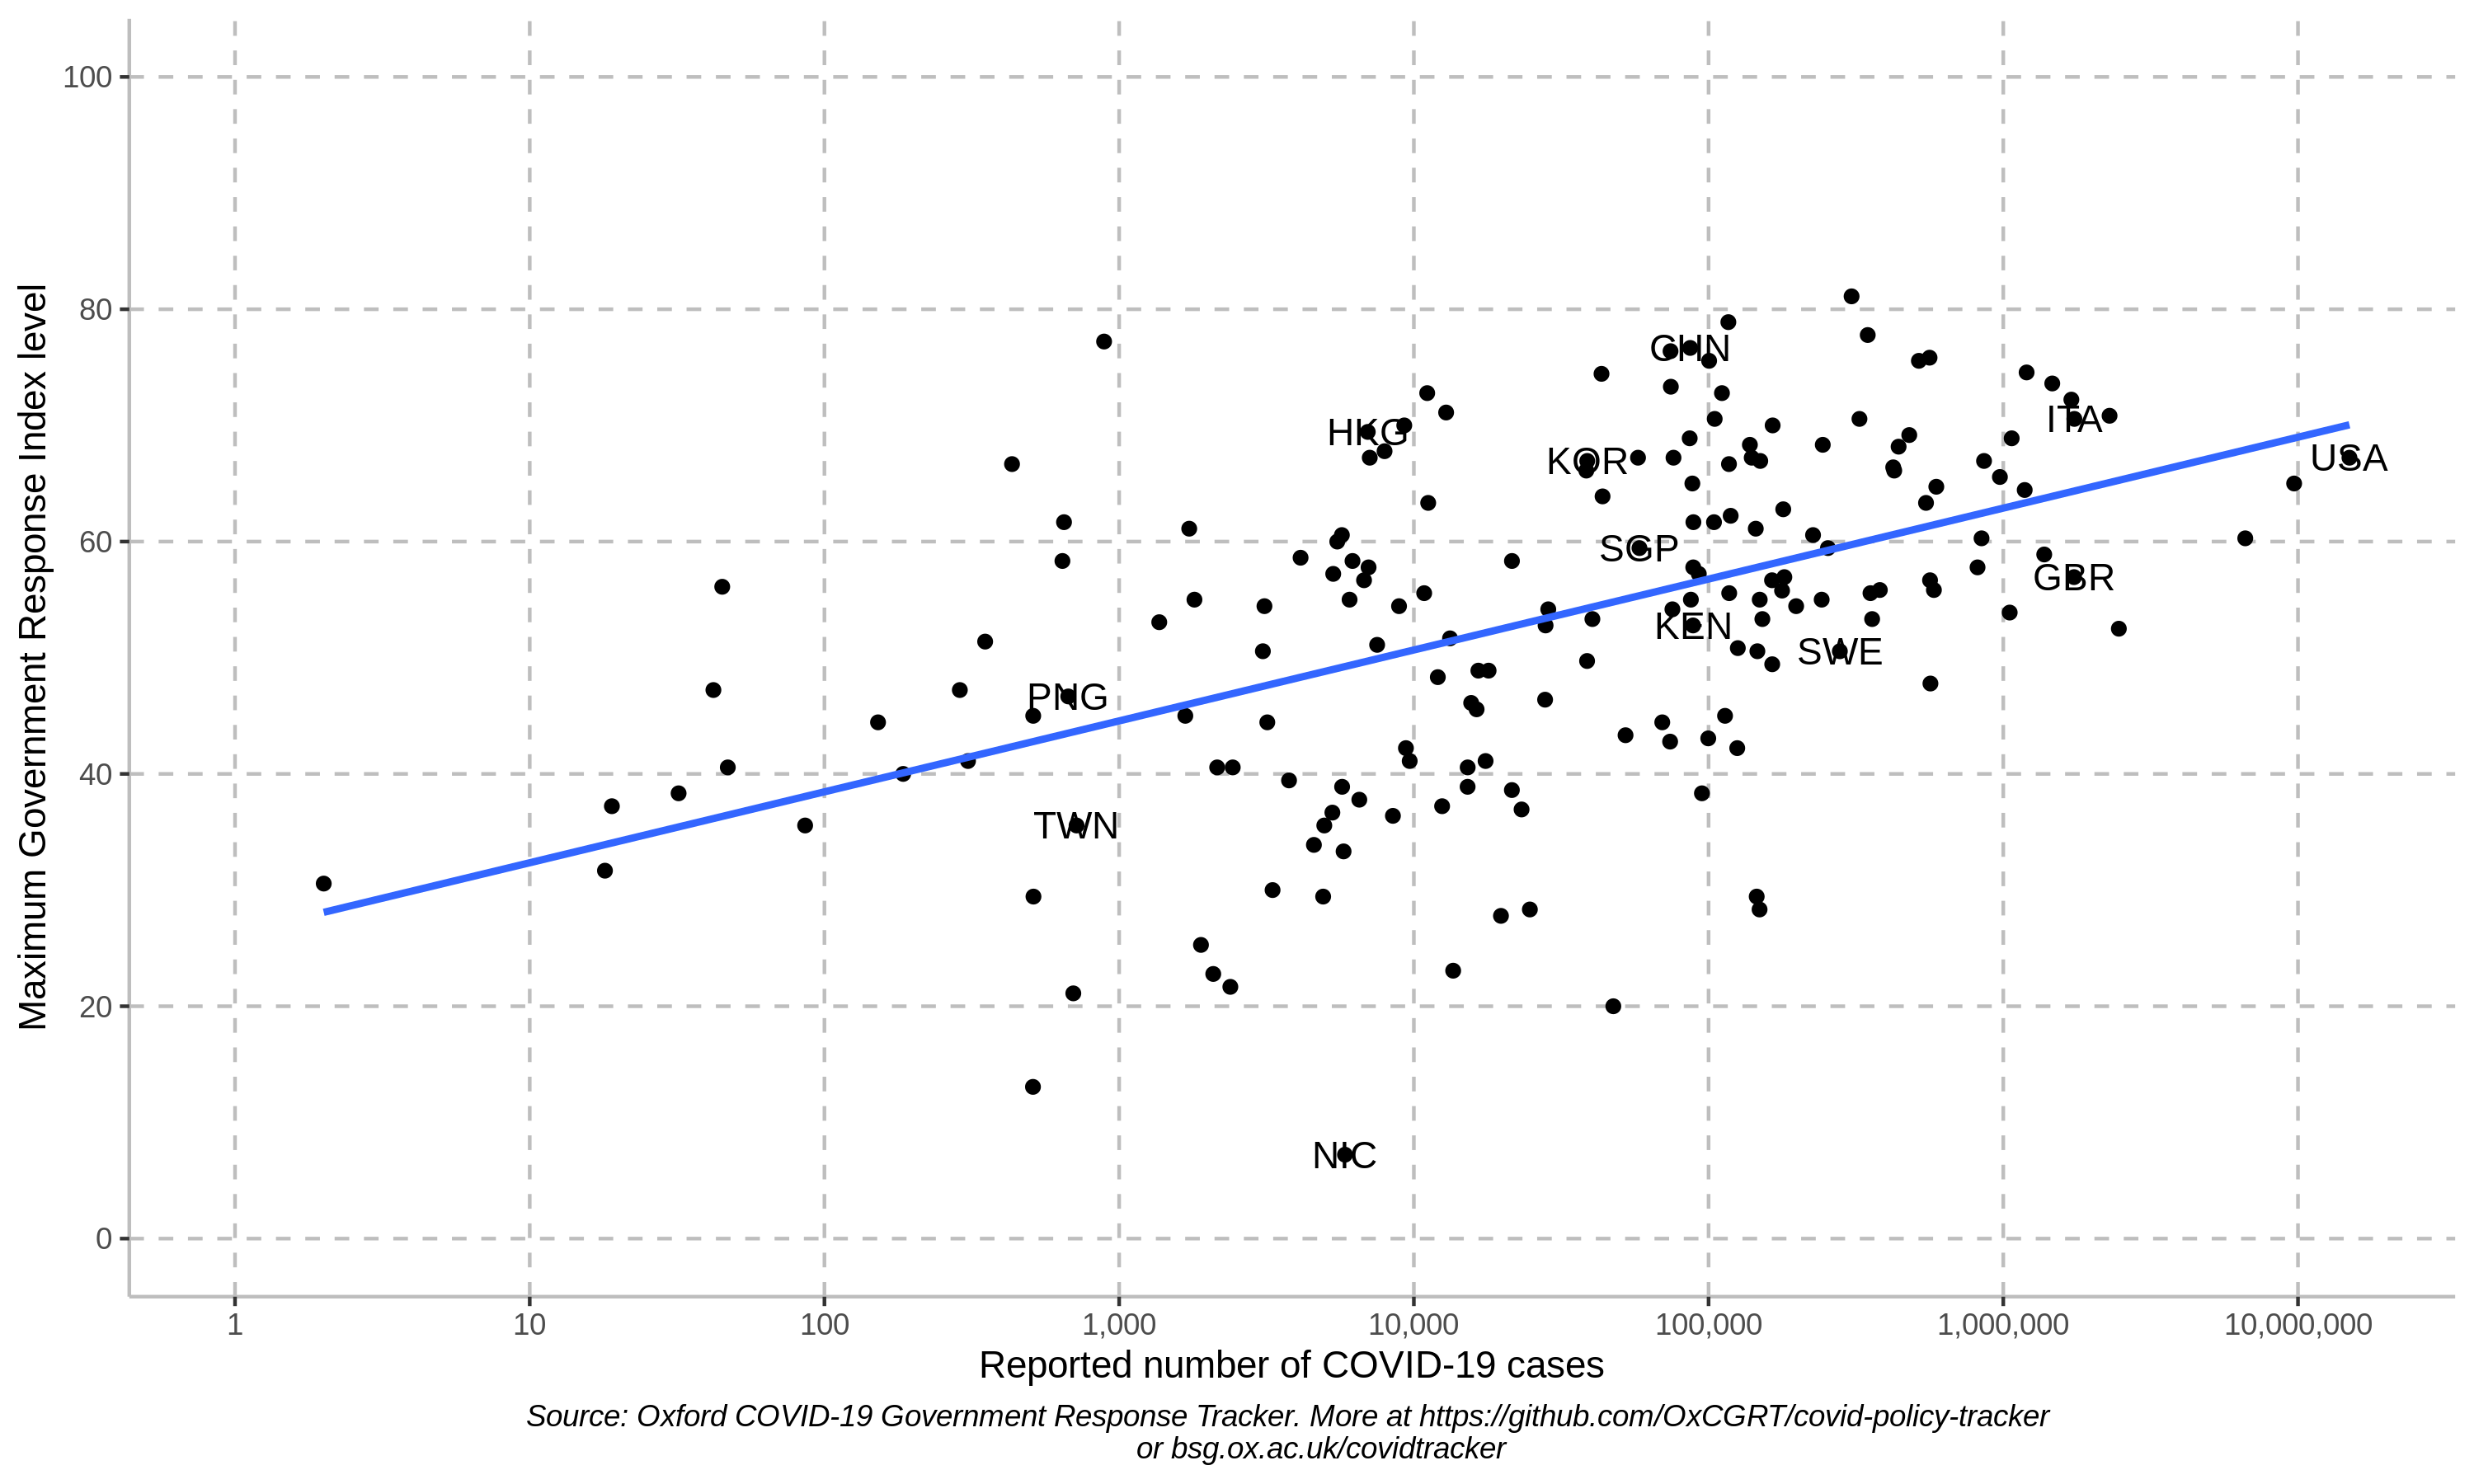 Maximum Government Response Index level
100
80
60
40
20
0
CHN
HKG
ITA
KOR
USA
SGP
GBR
KEN
SWE
PNG
TWN
NIC
1 10 100 1,000 10,000 100,000 1,000,000 10,000,000
Reported number of COVID-19 cases
Source: Oxford COVID-19 Government Response Tracker. More at https://github.com/OxCGRT/covid-policy-tracker
or bsg.ox.ac.uk/covidtracker